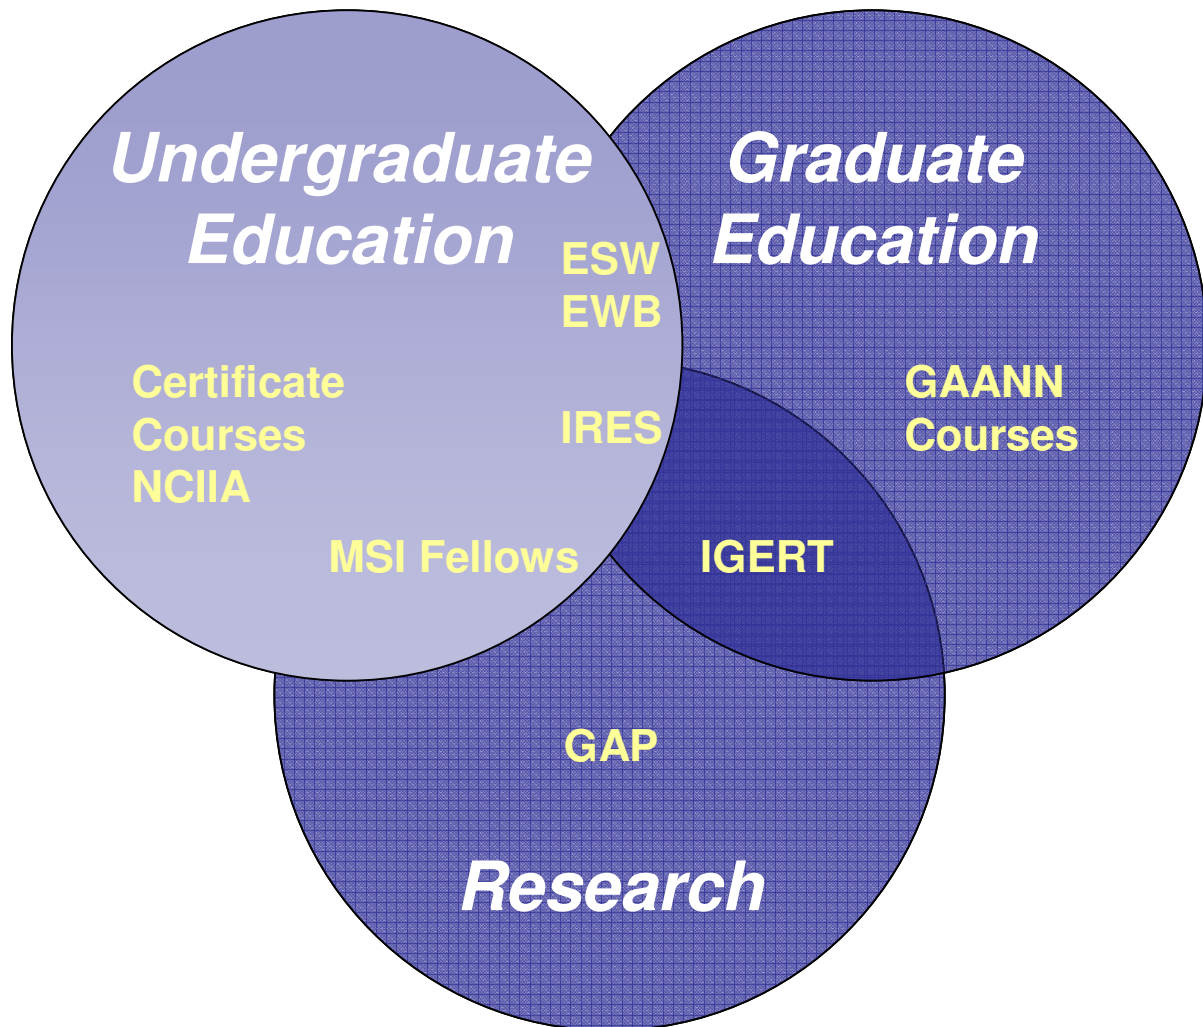 Undergraduate
Education
Graduate
Education
ESW
EWB
Certificate
Courses
NCIIA
IRES
GAANN
Courses
MSI Fellows
IGERT
GAP
Research